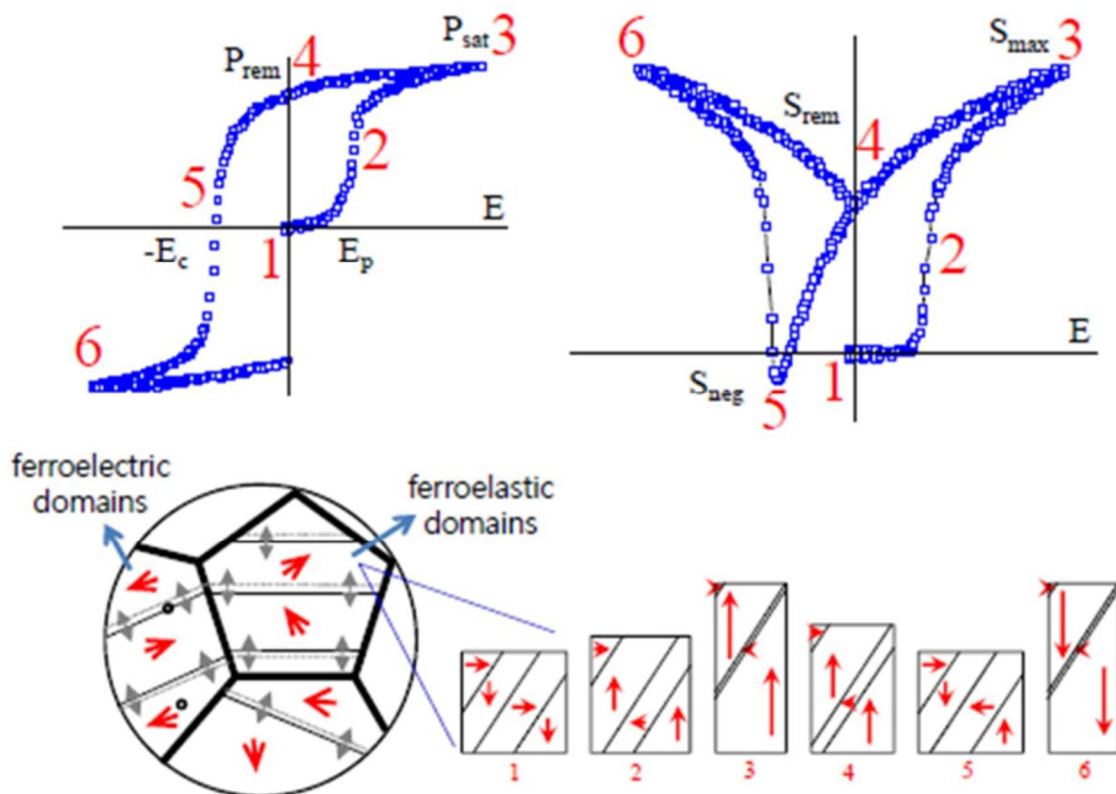 P_rem 4
P_sat 3
2
5
E
-E_c
1
E_p
6
6
S_max 3
S_rem
4
2
E
S_neg
5
1
ferroelectric
domains
ferroelastic
domains
1
2
3
4
5
6